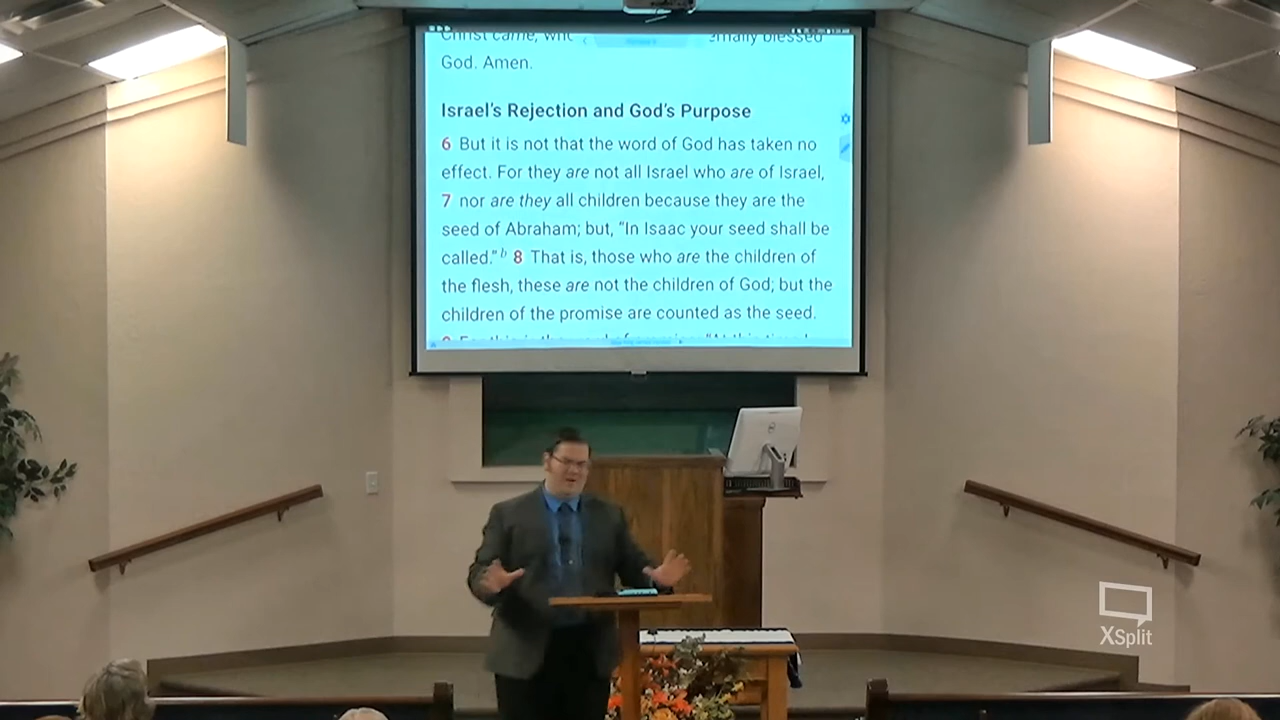 Christ came,
God. Amen.
Israel's Rejection and God's Purpose
6 But it is not that the word of God has taken no
effect. For they are not all Israel who are of Israel,
7 nor are they all children because they are the
seed of Abraham; but, “In Isaac your seed shall be
called.” b 8 That is, those who are the children of
the flesh, these are not the children of God; but the
children of the promise are counted as the seed.
XSplit